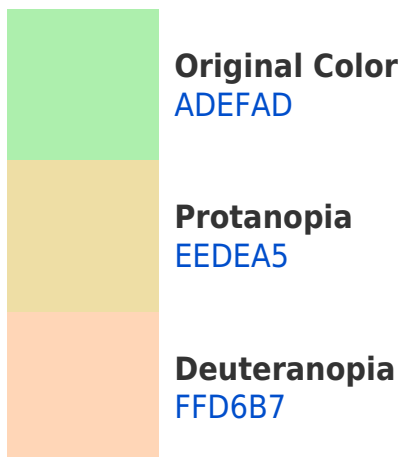 Original Color
ADEFAD
Protanopia
EEDEA5
Deuteranopia
FFD6B7